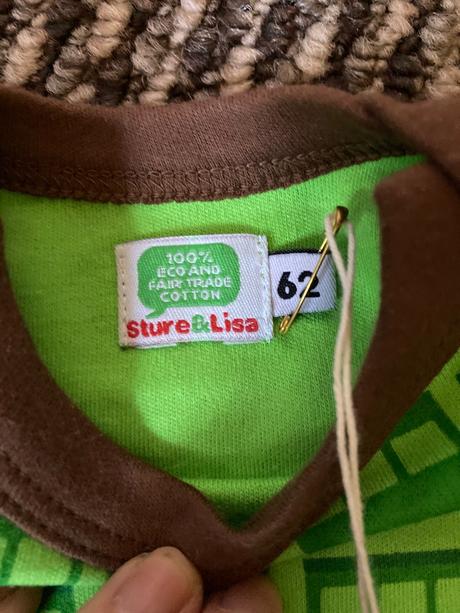 100%
ECO AND
FAIR TRADE
COTTON
Sture&Lisa
62